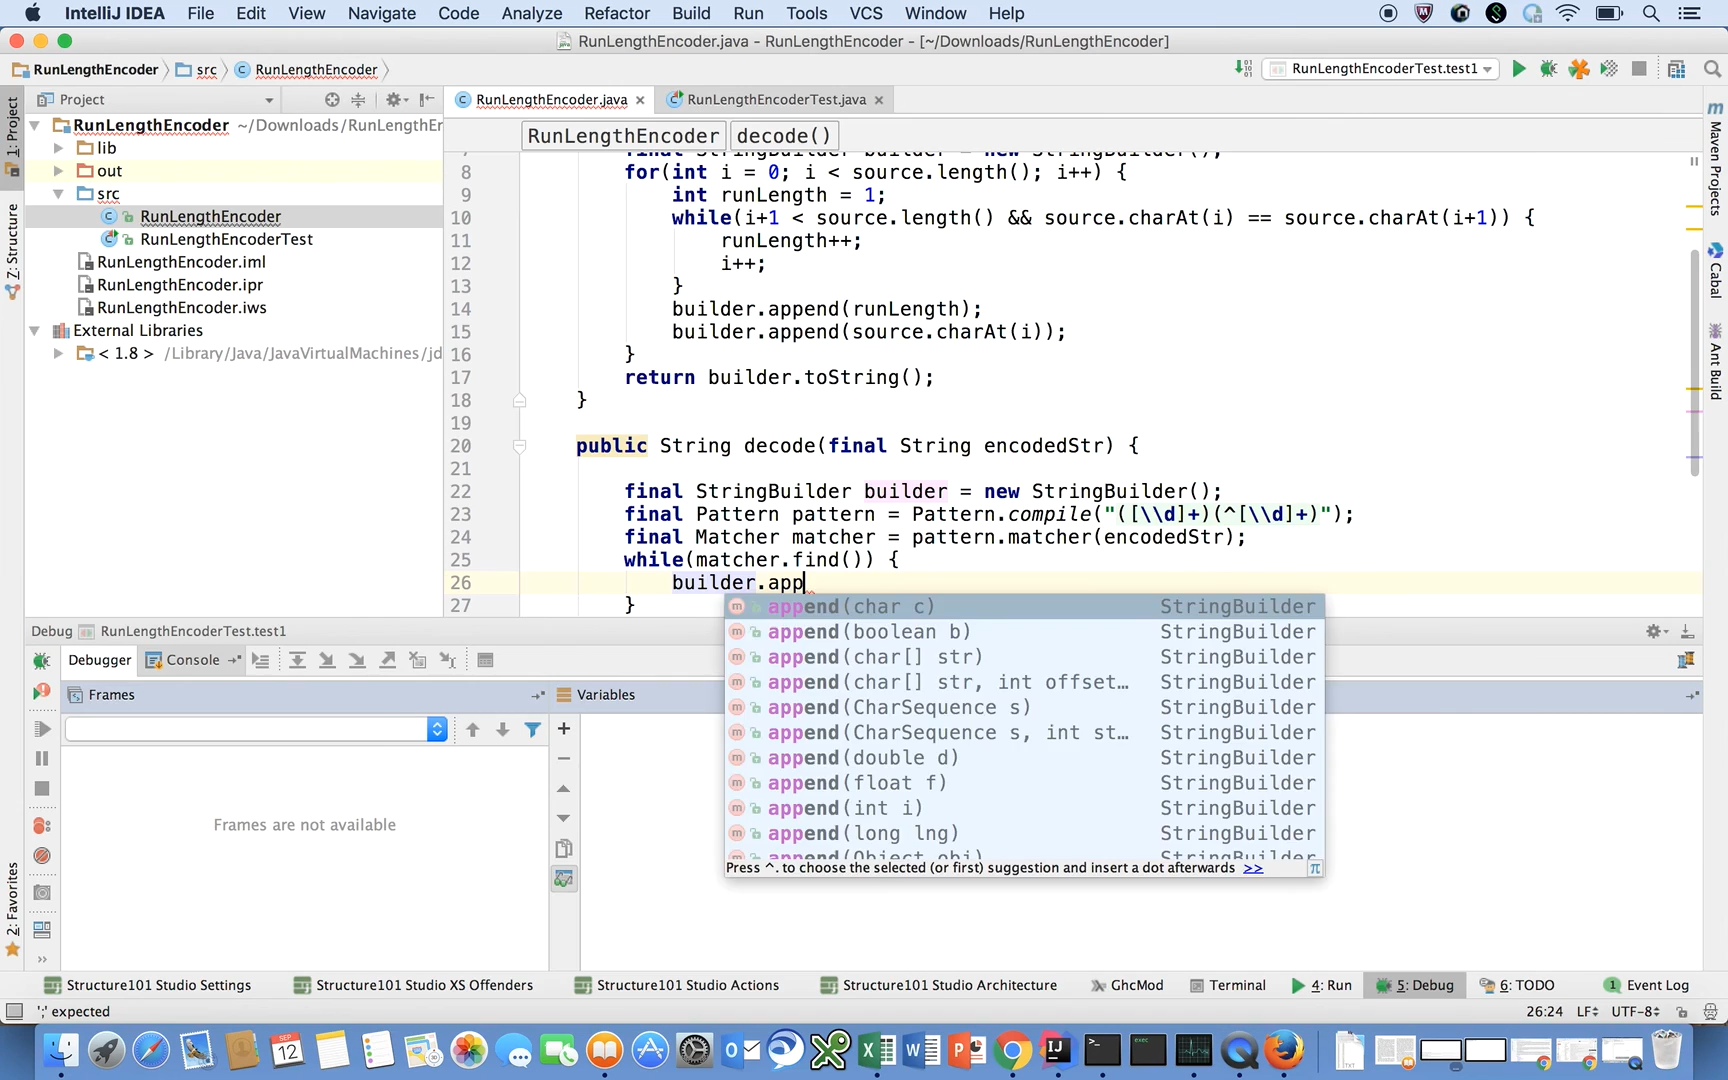 IntelliJ IDEA File Edit View Navigate Code Analyze Refactor Build Run Tools VCS Window Help
RunLengthEncoder.java - RunLengthEncoder - [~/Downloads/RunLengthEncoder]
RunLengthEncoder src RunLengthEncoder RunLengthEncoderTest.test1
Project RunLengthEncoder.java RunLengthEncoderTest.java
RunLengthEncoder decode()
RunLengthEncoder ~/Downloads/RunLengthEr
lib
out
src
RunLengthEncoder
RunLengthEncoderTest
RunLengthEncoder.iml
RunLengthEncoder.ipr
RunLengthEncoder.iws
External Libraries
< 1.8 > /Library/Java/JavaVirtualMachines/jd
1: Project
Z: Structure
2: Favorites
final StringBuilder builder = new StringBuilder();
8 for(int i = 0; i < source.length(); i++) {
9 int runLength = 1;
10 while(i+1 < source.length() && source.charAt(i) == source.charAt(i+1)) {
11 runLength++;
12 i++;
13 }
14 builder.append(runLength);
15 builder.append(source.charAt(i));
16 }
17 return builder.toString();
18 }
19
20 public String decode(final String encodedStr) {
21
22 final StringBuilder builder = new StringBuilder();
23 final Pattern pattern = Pattern.compile("([\\d]+)(^[\\d]+)");
24 final Matcher matcher = pattern.matcher(encodedStr);
25 while(matcher.find()) {
26 builder.app
27 }
append(char c) StringBuilder
append(boolean b) StringBuilder
append(char[] str) StringBuilder
append(char[] str, int offset… StringBuilder
append(CharSequence s) StringBuilder
append(CharSequence s, int st… StringBuilder
append(double d) StringBuilder
append(float f) StringBuilder
append(int i) StringBuilder
append(long lng) StringBuilder
append(Object obj) StringBuilder
Press ^. to choose the selected (or first) suggestion and insert a dot afterwards >> π
Maven Projects
Cabal
Ant Build
Debug RunLengthEncoderTest.test1
Debugger Console
Frames Variables
Frames are not available
Structure101 Studio Settings Structure101 Studio XS Offenders Structure101 Studio Actions Structure101 Studio Architecture GhcMod Terminal 4: Run 5: Debug 6: TODO 1 Event Log
';' expected 26:24 LF UTF-8
SEP
12